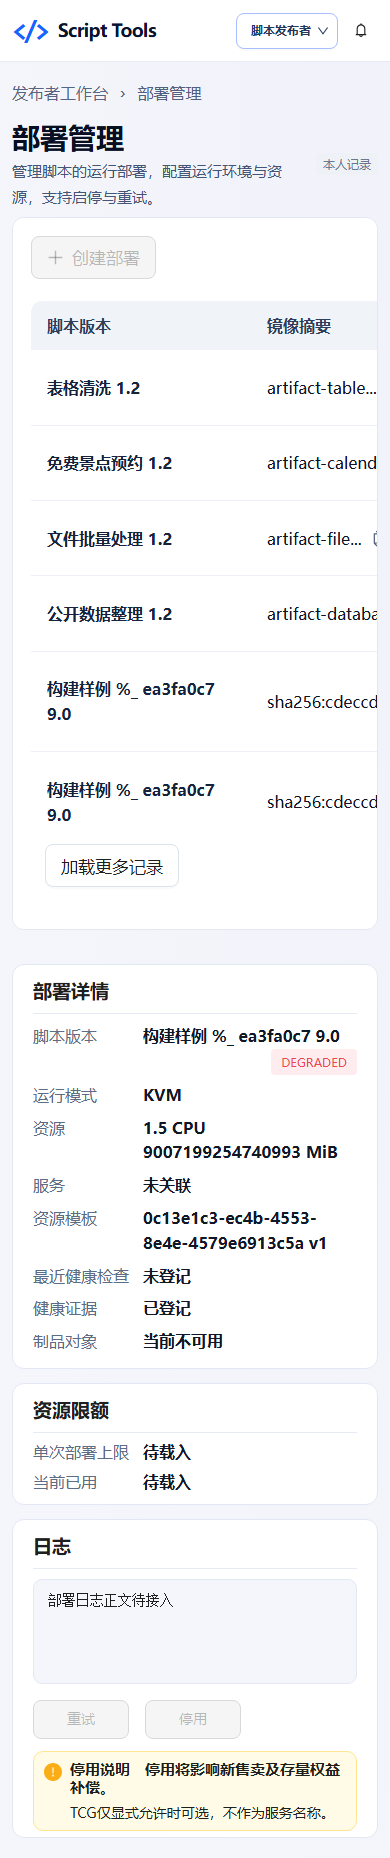 Script Tools
脚本发布者
发布者工作台 › 部署管理
部署管理
管理脚本的运行部署，配置运行环境与资
源，支持启停与重试。
本人记录
+ 创建部署
脚本版本 镜像摘要
表格清洗 1.2 artifact-table...
免费景点预约 1.2 artifact-calend
文件批量处理 1.2 artifact-file...
公开数据整理 1.2 artifact-databa
构建样例 %_ ea3fa0c7
9.0
sha256:cdeccd
构建样例 %_ ea3fa0c7
9.0
sha256:cdeccd
加载更多记录
部署详情
脚本版本 构建样例 %_ ea3fa0c7 9.0
DEGRADED
运行模式 KVM
资源 1.5 CPU
9007199254740993 MiB
服务 未关联
资源模板 0c13e1c3-ec4b-4553-
8e4e-4579e6913c5a v1
最近健康检查 未登记
健康证据 已登记
制品对象 当前不可用
资源限额
单次部署上限 待载入
当前已用 待载入
日志
部署日志正文待接入
重试 停用
停用说明 停用将影响新售卖及存量权益
补偿。
TCG仅显式允许时可选，不作为服务名称。